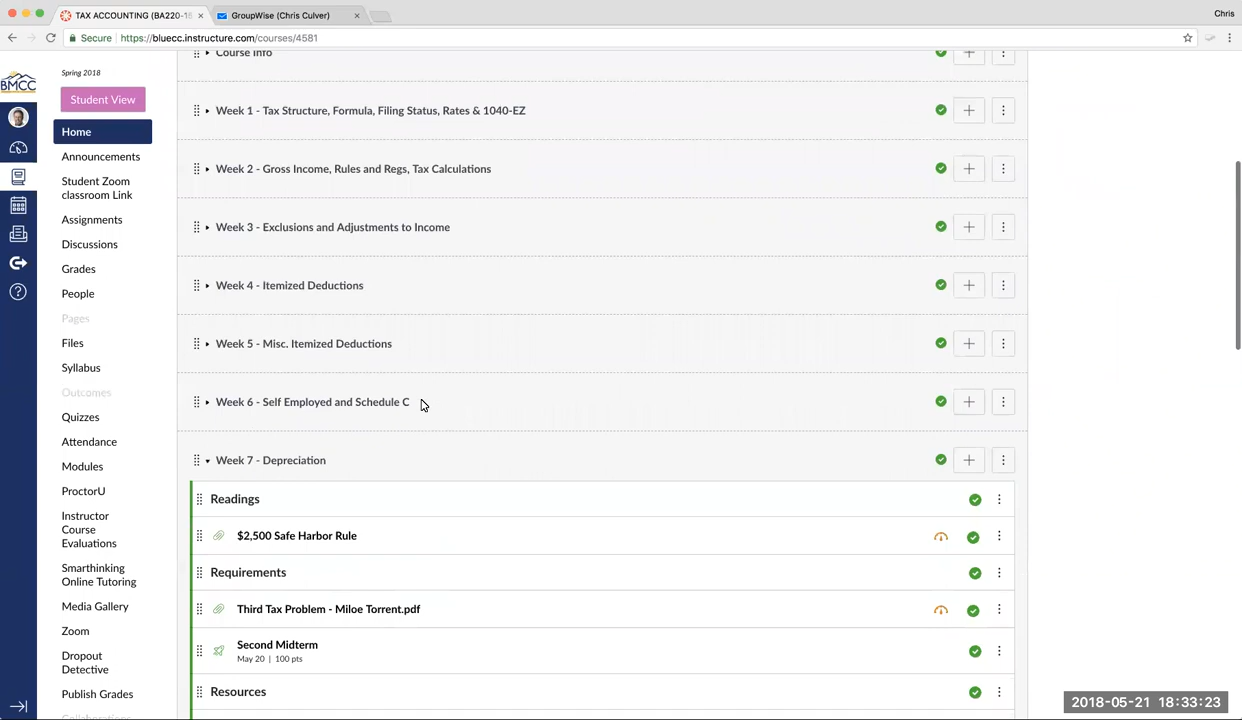 TAX ACCOUNTING (BA220-18
GroupWise (Chris Culver)
Chris
Secure
https://bluecc.instructure.com/courses/4581
BMCC
Spring 2018
Student View
Home
Announcements
Student Zoom
classroom Link
Assignments
Discussions
Grades
People
Pages
Files
Syllabus
Outcomes
Quizzes
Attendance
Modules
ProctorU
Instructor
Course
Evaluations
Smarthinking
Online Tutoring
Media Gallery
Zoom
Dropout
Detective
Publish Grades
Collaborations
Course Info
Week 1 - Tax Structure, Formula, Filing Status, Rates & 1040-EZ
Week 2 - Gross Income, Rules and Regs, Tax Calculations
Week 3 - Exclusions and Adjustments to Income
Week 4 - Itemized Deductions
Week 5 - Misc. Itemized Deductions
Week 6 - Self Employed and Schedule C
Week 7 - Depreciation
Readings
$2,500 Safe Harbor Rule
Requirements
Third Tax Problem - Miloe Torrent.pdf
Second Midterm
May 20 | 100 pts
Resources
2018-05-21 18:33:23